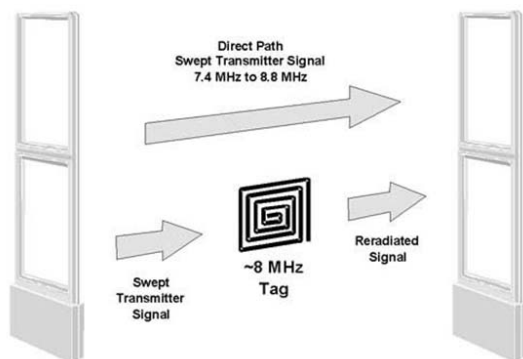 Direct Path
Swept Transmitter Signal
7.4 MHz to 8.8 MHz
Swept
Transmitter
Signal
~8 MHz
Tag
Reradiated
Signal